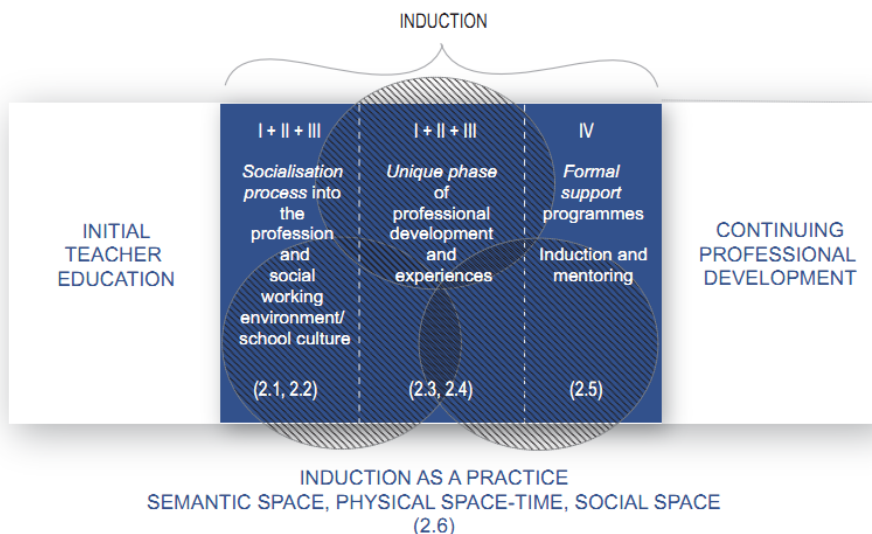 INDUCTION
INITIAL
TEACHER
EDUCATION
I + II + III
Socialisation
process into
the
profession
and
social
working
environment/
school culture
(2.1, 2.2)
I + II + III
Unique phase
of
professional
development
and
experiences
(2.3, 2.4)
IV
Formal
support
programmes
Induction and
mentoring
(2.5)
CONTINUING
PROFESSIONAL
DEVELOPMENT
INDUCTION AS A PRACTICE
SEMANTIC SPACE, PHYSICAL SPACE-TIME, SOCIAL SPACE
(2.6)